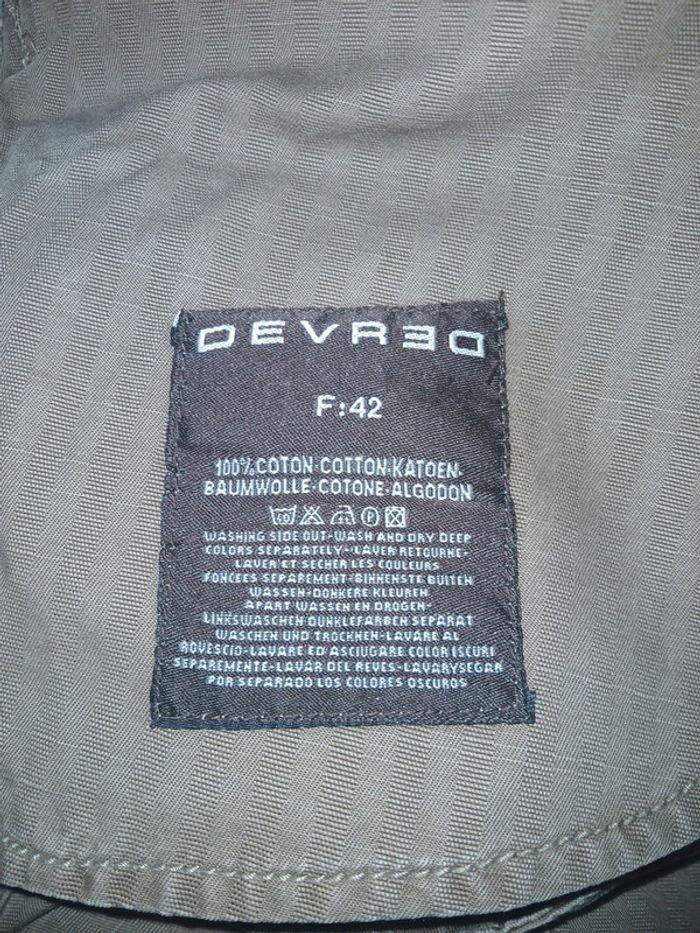 DEVRED
F:42
100% COTON·COTTON·KATOEN·
BAUMWOLLE·COTONE·ALGODON
WASHING SIDE OUT-WASH AND DRY DEEP
COLORS SEPARATELY-LAVER RETOURNE-
LAVER ET SECHER LES COULEURS
FONCEES SEPAREMENT-BINNENSTE BUITEN
WASSEN-DONKERE KLEUREN
APART WASSEN EN DROGEN-
LINKSWASCHEN DUNKLEFARBEN SEPARAT
WASCHEN UND TROCKNEN-LAVARE AL
ROVESCIO-LAVARE ED ASCIUGARE COLOR ISCURI
SEPAREMENTE-LAVAR DEL REVES-LAVARYSEGAR
POR SEPARADO LOS COLORES OSCUROS